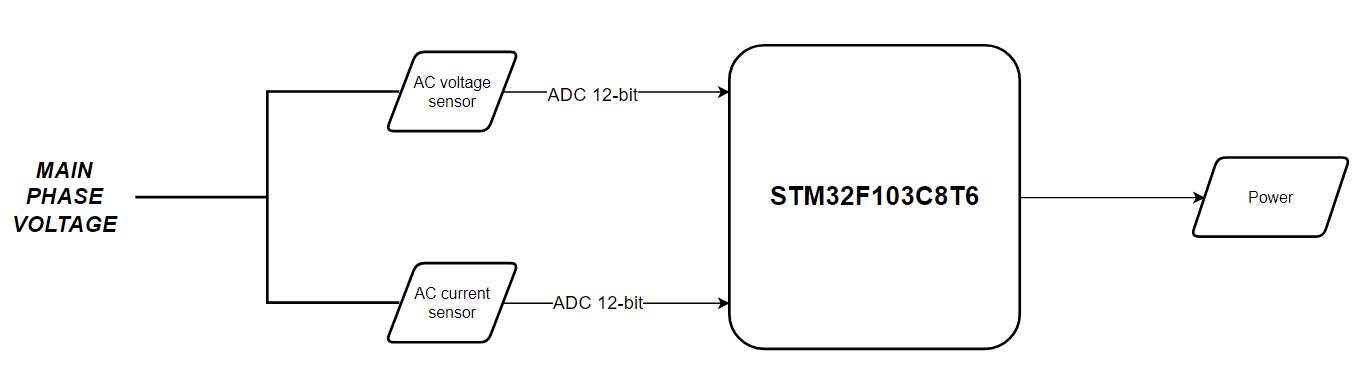 MAIN
PHASE
VOLTAGE
AC voltage
sensor
ADC 12-bit
AC current
sensor
ADC 12-bit
STM32F103C8T6
Power